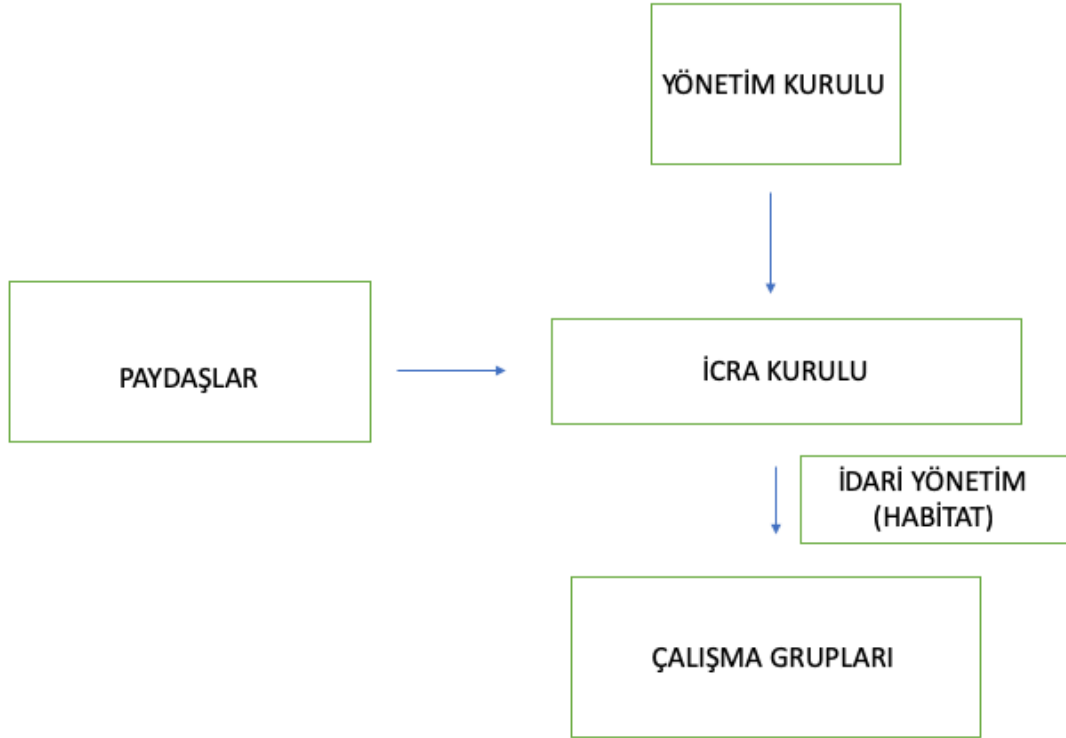 YÖNETİM KURULU
PAYDAŞLAR
İCRA KURULU
İDARİ YÖNETİM
(HABİTAT)
ÇALIŞMA GRUPLARI